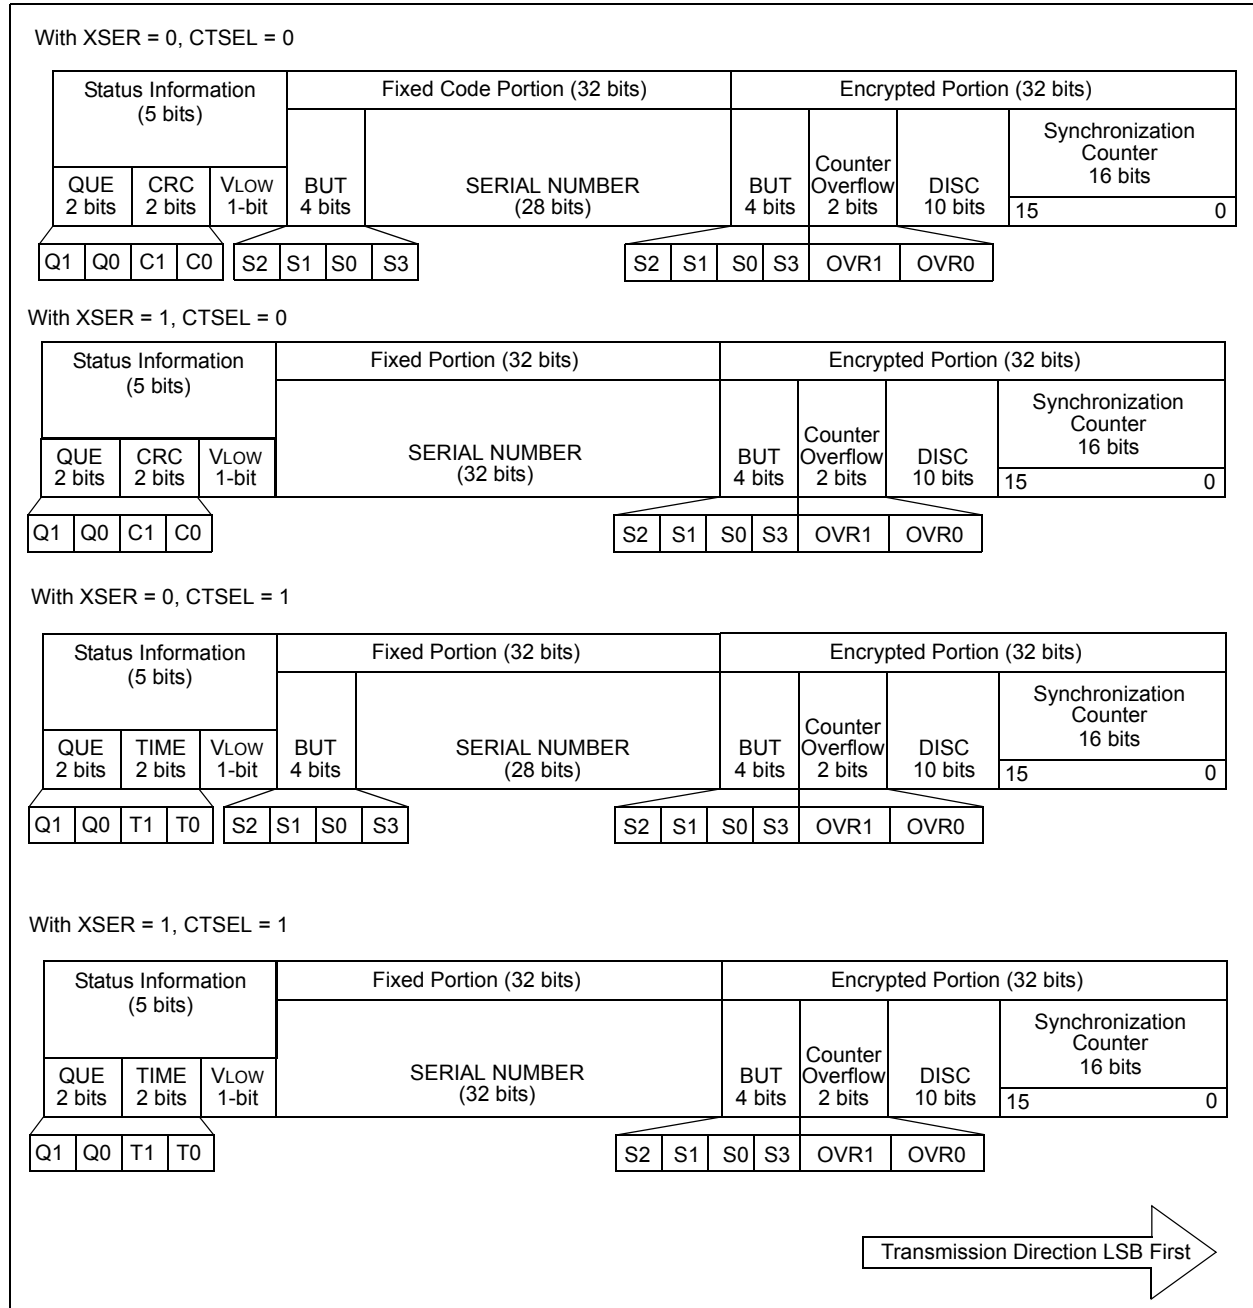 With XSER = 0, CTSEL = 0
Status Information
(5 bits)
Fixed Code Portion (32 bits)
Encrypted Portion (32 bits)
QUE
2 bits
CRC
2 bits
VLOW
1-bit
BUT
4 bits
SERIAL NUMBER
(28 bits)
BUT
4 bits
Counter
Overflow
2 bits
DISC
10 bits
Synchronization
Counter
16 bits
15 0
Q1 Q0 C1 C0
S2 S1 S0 S3
S2 S1 S0 S3 OVR1 OVR0
With XSER = 1, CTSEL = 0
Status Information
(5 bits)
Fixed Portion (32 bits)
Encrypted Portion (32 bits)
QUE
2 bits
CRC
2 bits
VLOW
1-bit
SERIAL NUMBER
(32 bits)
BUT
4 bits
Counter
Overflow
2 bits
DISC
10 bits
Synchronization
Counter
16 bits
15 0
Q1 Q0 C1 C0
S2 S1 S0 S3 OVR1 OVR0
With XSER = 0, CTSEL = 1
Status Information
(5 bits)
Fixed Portion (32 bits)
Encrypted Portion (32 bits)
QUE
2 bits
TIME
2 bits
VLOW
1-bit
BUT
4 bits
SERIAL NUMBER
(28 bits)
BUT
4 bits
Counter
Overflow
2 bits
DISC
10 bits
Synchronization
Counter
16 bits
15 0
Q1 Q0 T1 T0
S2 S1 S0 S3
S2 S1 S0 S3 OVR1 OVR0
With XSER = 1, CTSEL = 1
Status Information
(5 bits)
Fixed Portion (32 bits)
Encrypted Portion (32 bits)
QUE
2 bits
TIME
2 bits
VLOW
1-bit
SERIAL NUMBER
(32 bits)
BUT
4 bits
Counter
Overflow
2 bits
DISC
10 bits
Synchronization
Counter
16 bits
15 0
Q1 Q0 T1 T0
S2 S1 S0 S3 OVR1 OVR0
Transmission Direction LSB First